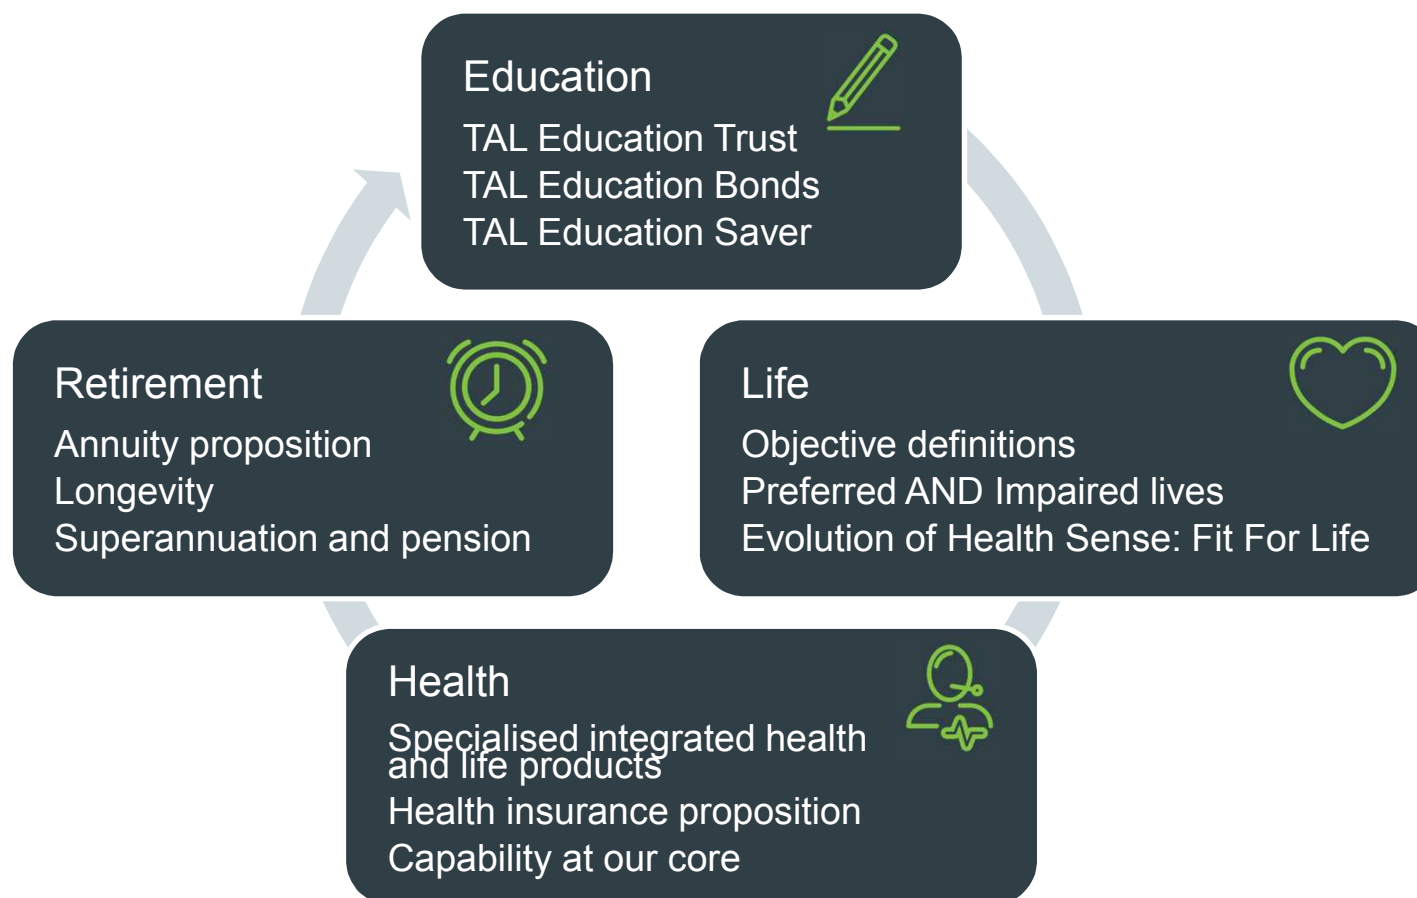 Education
TAL Education Trust
TAL Education Bonds
TAL Education Saver
Retirement
Annuity proposition
Longevity
Superannuation and pension
Life
Objective definitions
Preferred AND Impaired lives
Evolution of Health Sense: Fit For Life
Health
Specialised integrated health
and life products
Health insurance proposition
Capability at our core